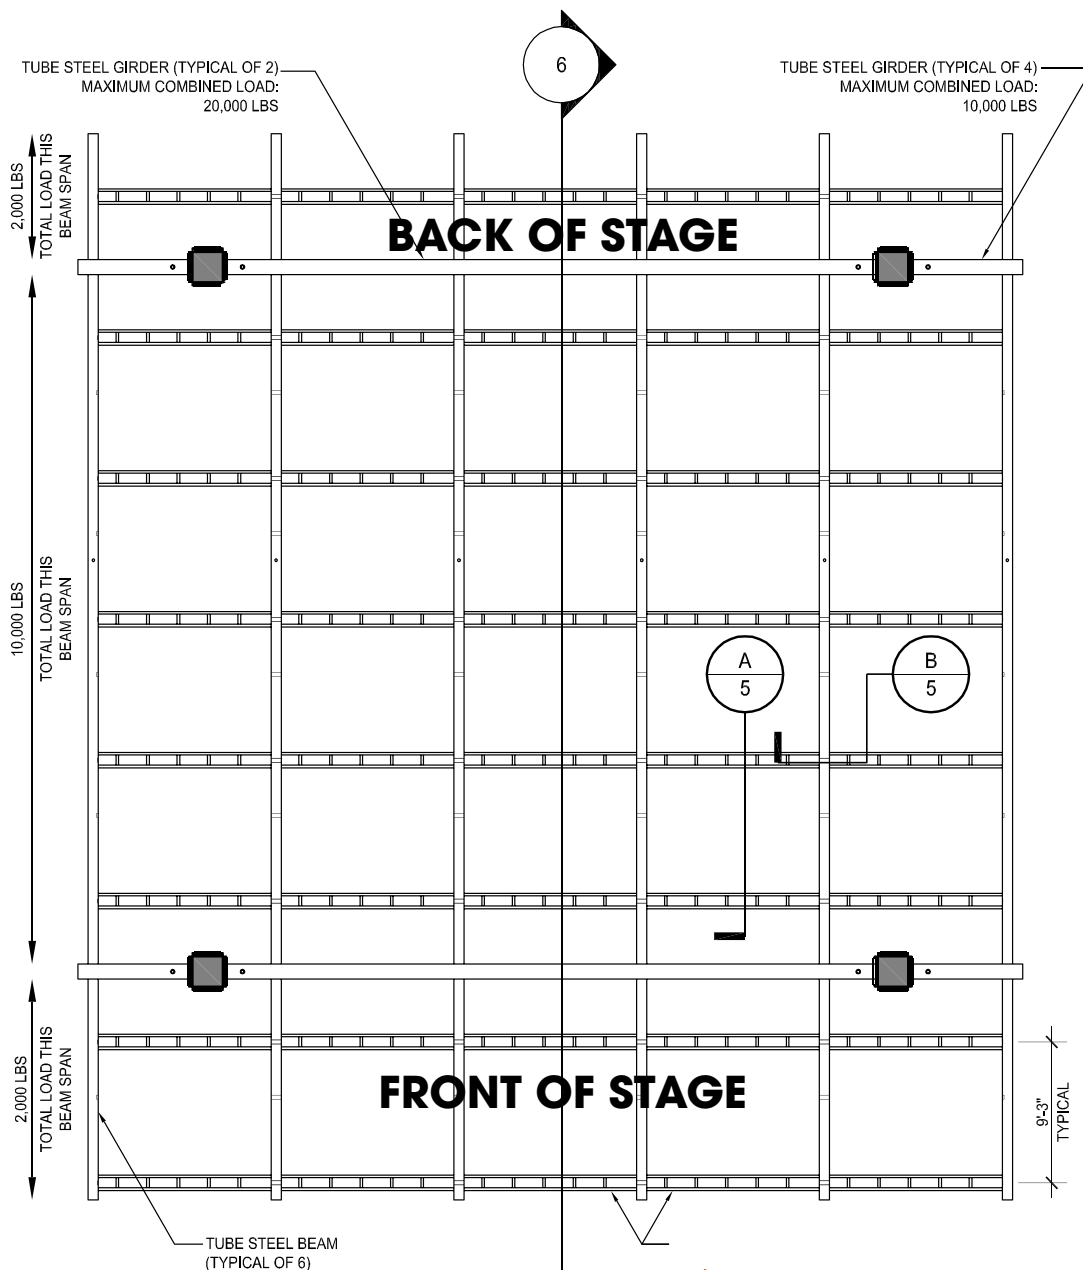 6
TUBE STEEL GIRDER (TYPICAL OF 2)
MAXIMUM COMBINED LOAD:
20,000 LBS
TUBE STEEL GIRDER (TYPICAL OF 4)
MAXIMUM COMBINED LOAD:
10,000 LBS
2,000 LBS
TOTAL LOAD THIS
BEAM SPAN
BACK OF STAGE
10,000 LBS
TOTAL LOAD THIS
BEAM SPAN
A
5
B
5
2,000 LBS
TOTAL LOAD THIS
BEAM SPAN
FRONT OF STAGE
9'-3"
TYPICAL
TUBE STEEL BEAM
(TYPICAL OF 6)